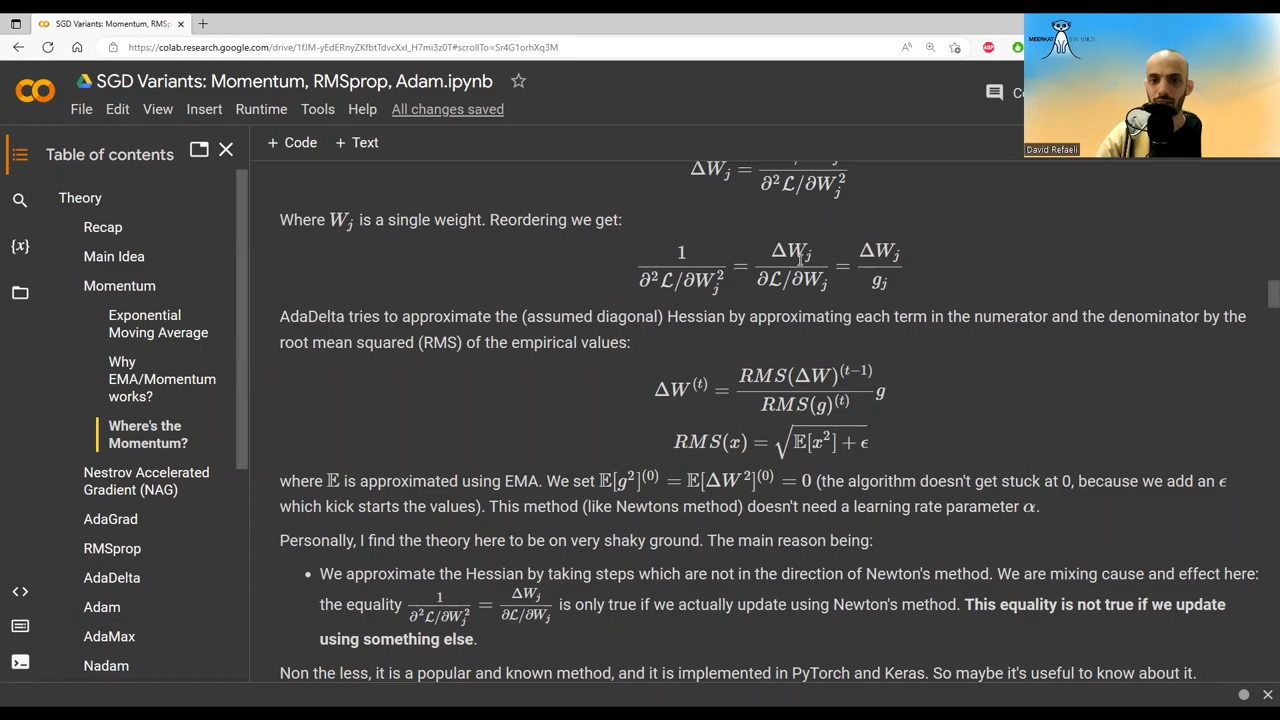 SGD Variants: Momentum, RMSp
https://colab.research.google.com/drive/1fJM-yEdERnyZKfbtTdvcXxI_H7mi3z0T#scrollTo=Sr4G1orhXq3M
MEERKAT
SGD Variants: Momentum, RMSprop, Adam.ipynb
File Edit View Insert Runtime Tools Help All changes saved
David Refaeli
Table of contents
+ Code + Text
Theory
Recap
Main Idea
Momentum
Exponential
Moving Average
Why
EMA/Momentum
works?
Where's the
Momentum?
Nestrov Accelerated
Gradient (NAG)
AdaGrad
RMSprop
AdaDelta
Adam
AdaMax
Nadam
ΔW_j = / ∂²ℒ/∂W_j²
Where W_j is a single weight. Reordering we get:
1 / (∂²ℒ/∂W_j²) = ΔW_j / (∂ℒ/∂W_j) = ΔW_j / g_j
AdaDelta tries to approximate the (assumed diagonal) Hessian by approximating each term in the numerator and the denominator by the
root mean squared (RMS) of the empirical values:
ΔW^(t) = RMS(ΔW)^(t−1) / RMS(g)^(t) g
RMS(x) = √(𝔼[x²] + ϵ)
where 𝔼 is approximated using EMA. We set 𝔼[g²]^(0) = 𝔼[ΔW²]^(0) = 0 (the algorithm doesn't get stuck at 0, because we add an ϵ
which kick starts the values). This method (like Newtons method) doesn't need a learning rate parameter α.
Personally, I find the theory here to be on very shaky ground. The main reason being:
• We approximate the Hessian by taking steps which are not in the direction of Newton's method. We are mixing cause and effect here:
the equality 1 / (∂²ℒ/∂W_j²) = ΔW_j / (∂ℒ/∂W_j) is only true if we actually update using Newton's method. This equality is not true if we update
using something else.
Non the less, it is a popular and known method, and it is implemented in PyTorch and Keras. So maybe it's useful to know about it.